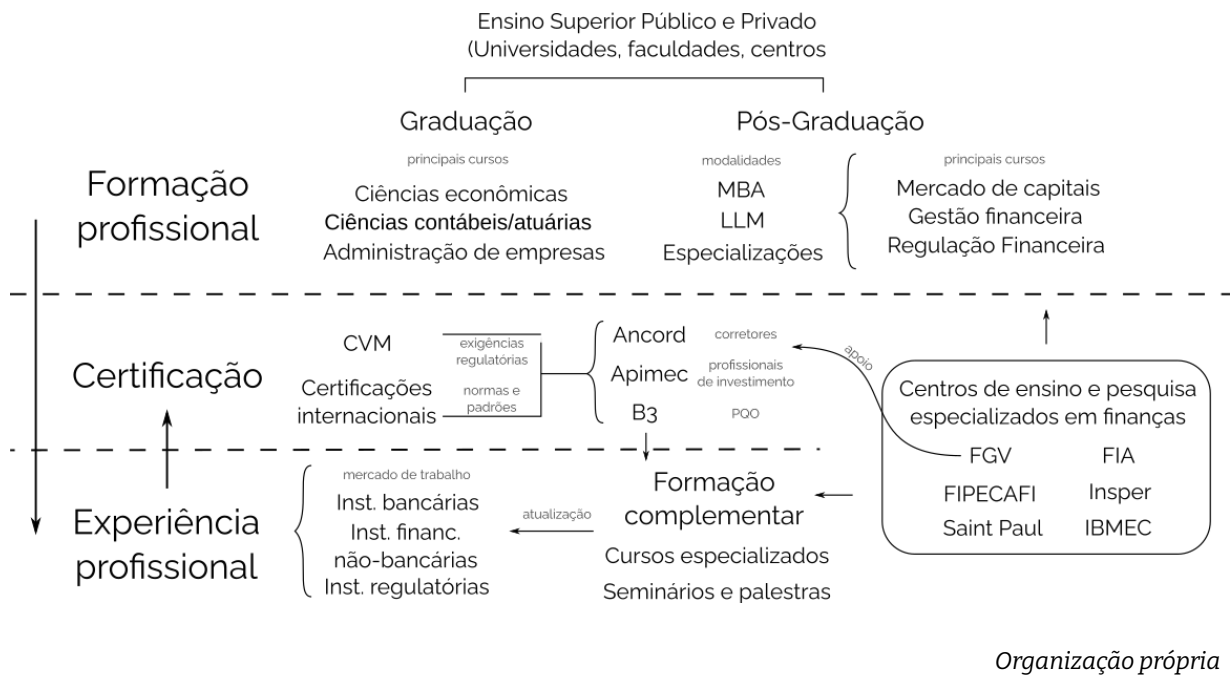 Ensino Superior Público e Privado
(Universidades, faculdades, centros
Graduação
Pós-Graduação
principais cursos
modalidades
principais cursos
Formação
profissional
Ciências econômicas
Ciências contábeis/atuárias
Administração de empresas
MBA
LLM
Especializações
Mercado de capitais
Gestão financeira
Regulação Financeira
Certificação
CVM
Certificações
internacionais
exigências
regulatórias
normas e
padrões
Ancord
corretores
Apimec
profissionais
de investimento
B3
PQO
apoio
Centros de ensino e pesquisa
especializados em finanças
FGV
FIA
FIPECAFI
Insper
Saint Paul
IBMEC
Experiência
profissional
mercado de trabalho
Inst. bancárias
Inst. financ.
não-bancárias
Inst. regulatórias
atualização
Formação
complementar
Cursos especializados
Seminários e palestras
Organização própria